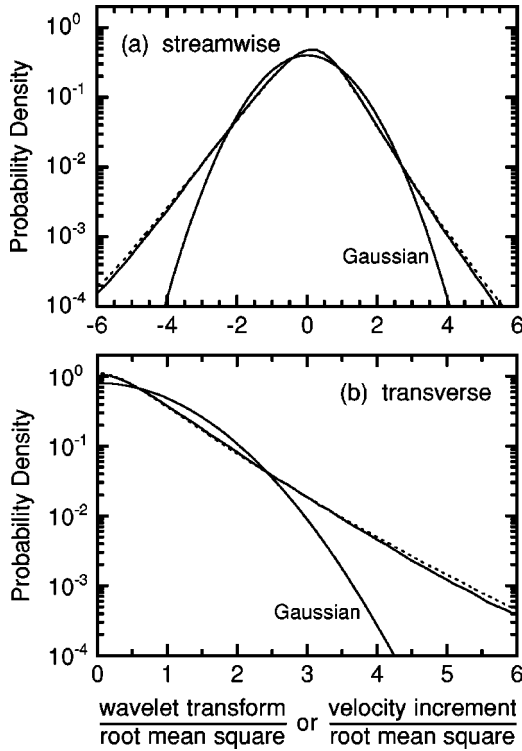 10^0
(a) streamwise
10^-1
Probability Density
10^-2
10^-3
Gaussian
10^-4
-6 -4 -2 0 2 4 6
10^0
(b) transverse
10^-1
Probability Density
10^-2
10^-3
Gaussian
10^-4
0 1 2 3 4 5 6
wavelet transform or velocity increment
root mean square root mean square